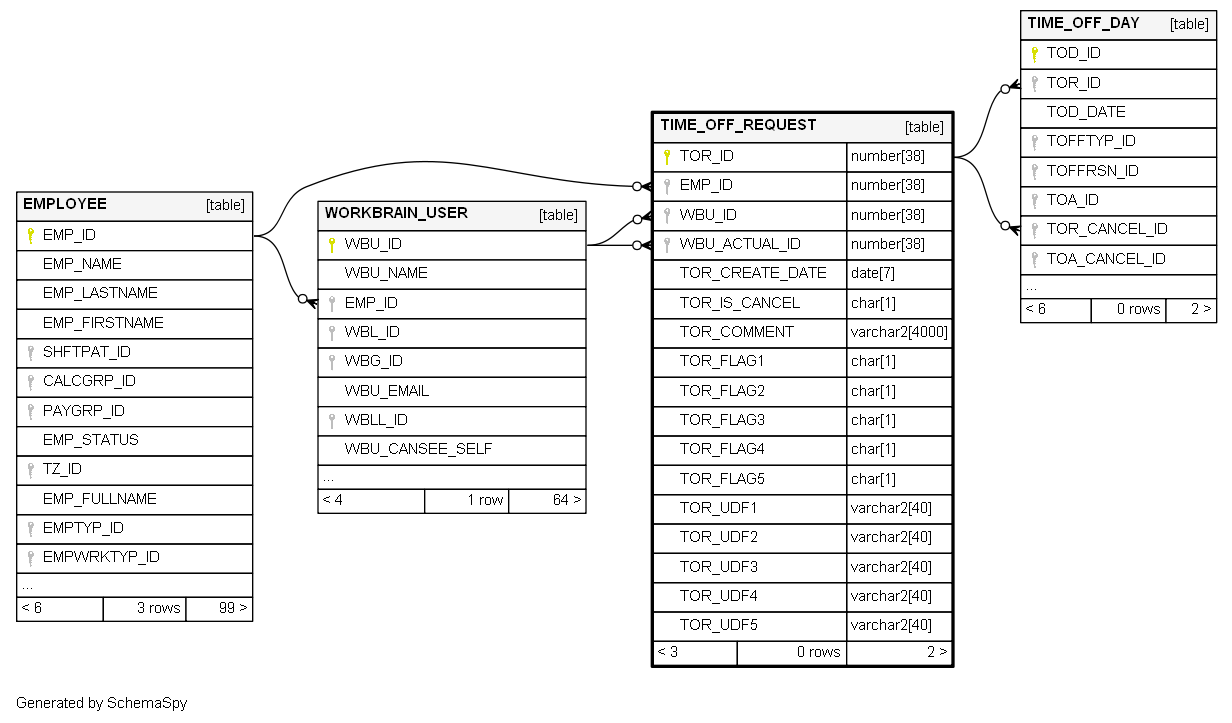 EMPLOYEE [table]
EMP_ID
EMP_NAME
EMP_LASTNAME
EMP_FIRSTNAME
SHFTPAT_ID
CALCGRP_ID
PAYGRP_ID
EMP_STATUS
TZ_ID
EMP_FULLNAME
EMPTYP_ID
EMPWRKTYP_ID
...
< 6 3 rows 99 >
WORKBRAIN_USER [table]
WBU_ID
WBU_NAME
EMP_ID
WBL_ID
WBG_ID
WBU_EMAIL
WBLL_ID
WBU_CANSEE_SELF
...
< 4 1 row 64 >
TIME_OFF_REQUEST [table]
TOR_ID number[38]
EMP_ID number[38]
WBU_ID number[38]
WBU_ACTUAL_ID number[38]
TOR_CREATE_DATE date[7]
TOR_IS_CANCEL char[1]
TOR_COMMENT varchar2[4000]
TOR_FLAG1 char[1]
TOR_FLAG2 char[1]
TOR_FLAG3 char[1]
TOR_FLAG4 char[1]
TOR_FLAG5 char[1]
TOR_UDF1 varchar2[40]
TOR_UDF2 varchar2[40]
TOR_UDF3 varchar2[40]
TOR_UDF4 varchar2[40]
TOR_UDF5 varchar2[40]
< 3 0 rows 2 >
TIME_OFF_DAY [table]
TOD_ID
TOR_ID
TOD_DATE
TOFFTYP_ID
TOFFRSN_ID
TOA_ID
TOR_CANCEL_ID
TOA_CANCEL_ID
...
< 6 0 rows 2 >
Generated by SchemaSpy